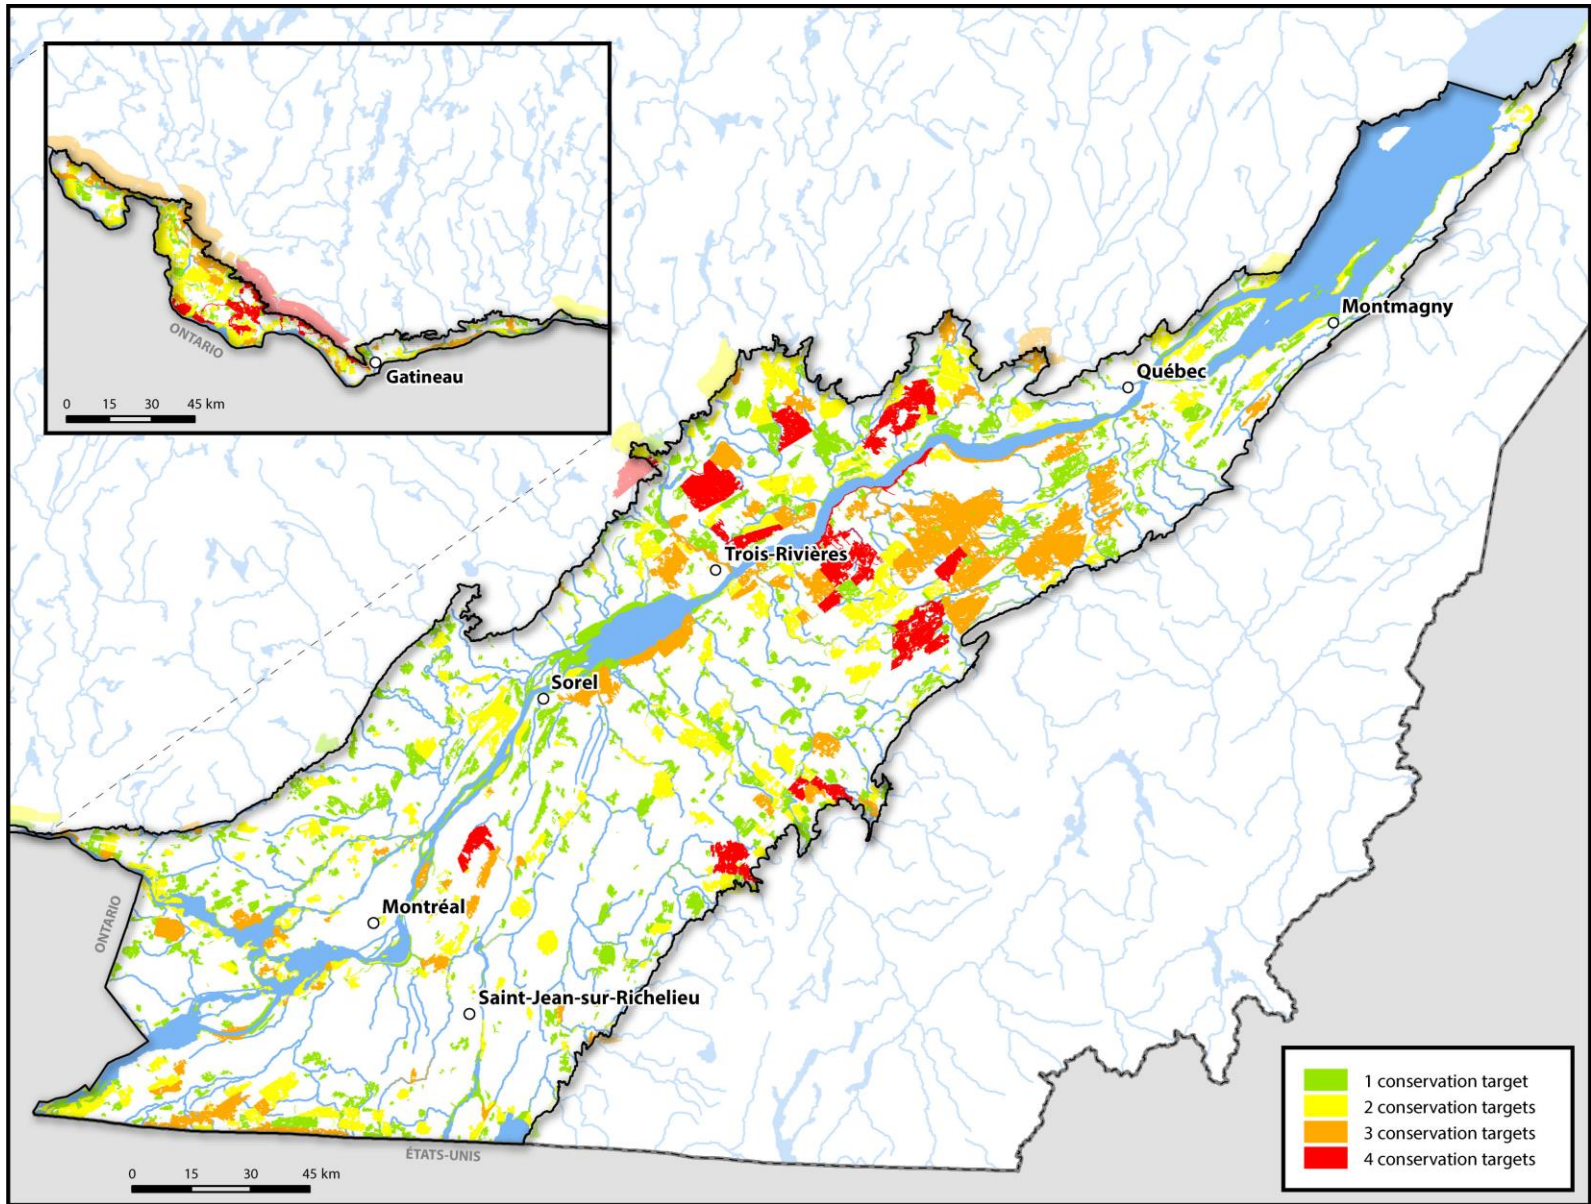 ONTARIO
Gatineau
0 15 30 45 km
Montmagny
Québec
Trois-Rivières
Sorel
Montréal
ONTARIO
Saint-Jean-sur-Richelieu
ÉTATS-UNIS
0 15 30 45 km
1 conservation target
2 conservation targets
3 conservation targets
4 conservation targets